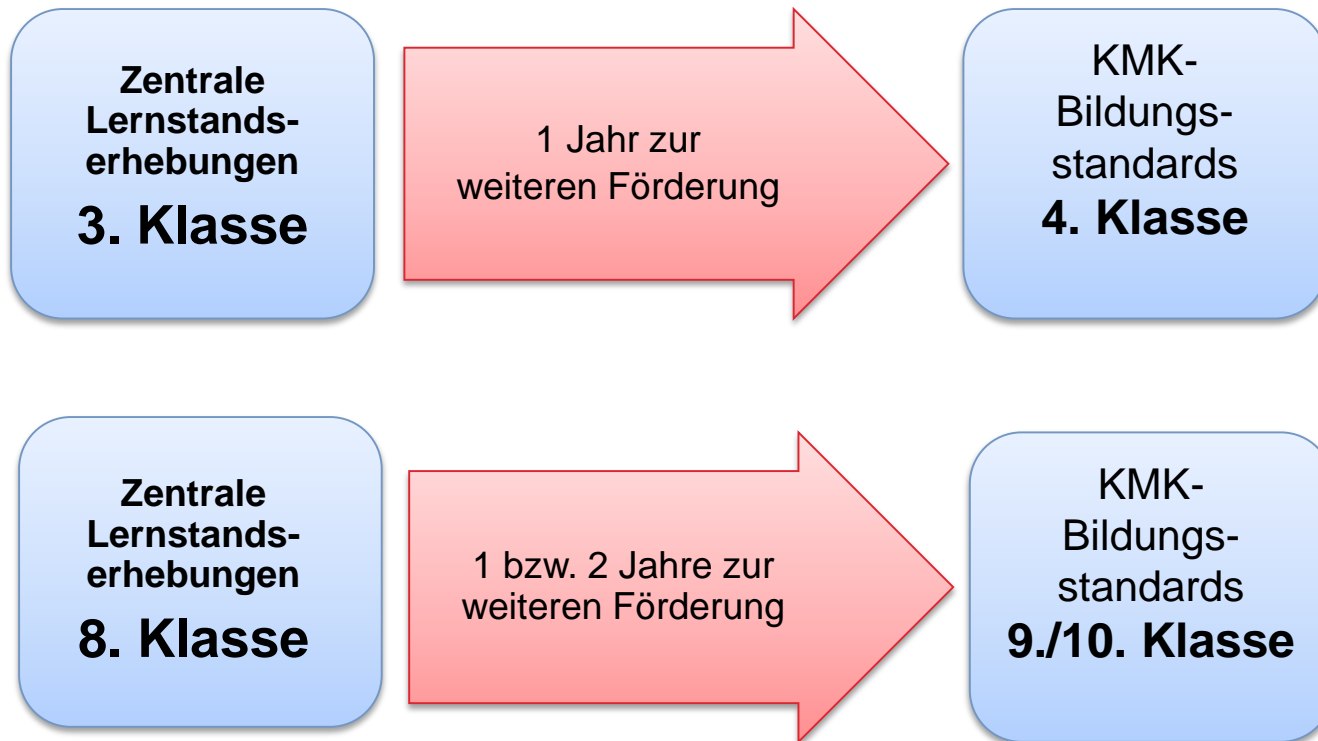 Zentrale
Lernstands-
erhebungen
3. Klasse
1 Jahr zur
weiteren Förderung
KMK-
Bildungs-
standards
4. Klasse
Zentrale
Lernstands-
erhebungen
8. Klasse
1 bzw. 2 Jahre zur
weiteren Förderung
KMK-
Bildungs-
standards
9./10. Klasse